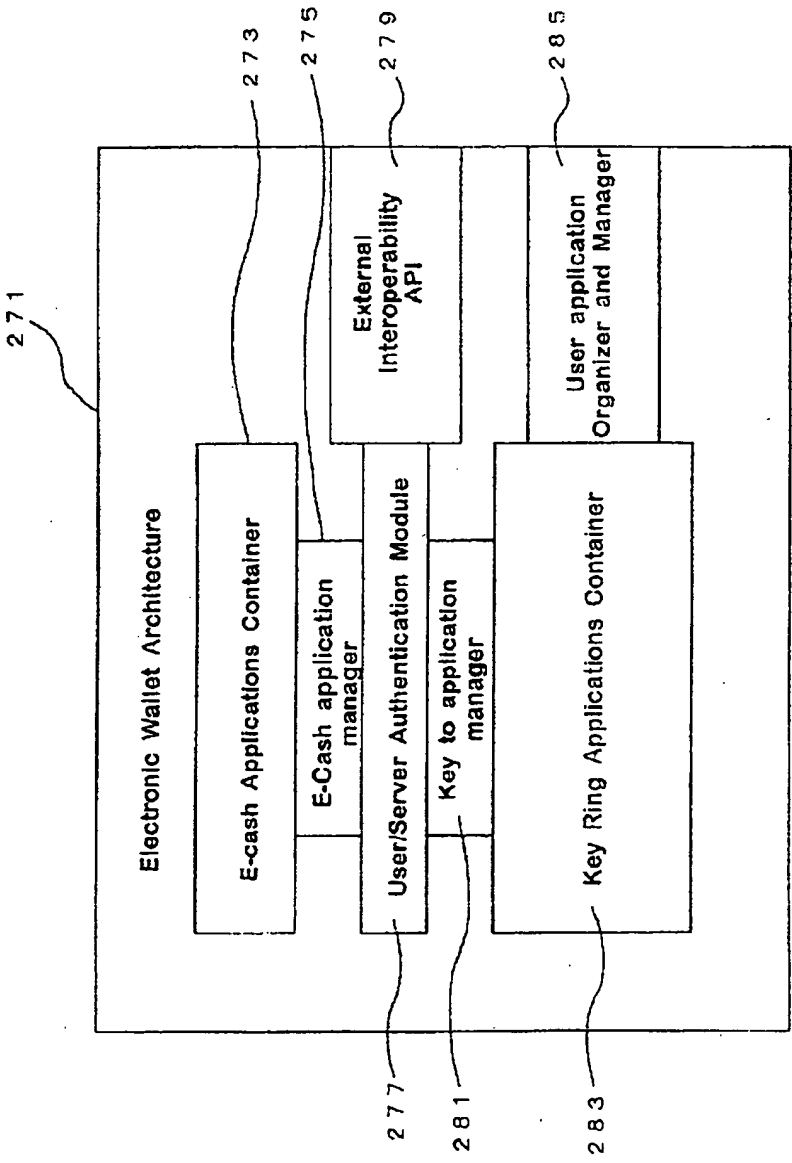 271
Electronic Wallet Architecture
E-cash Applications Container
273
E-Cash application
manager
275
User/Server Authentication Module
277
External
Interoperability
API
279
Key to application
manager
281
Key Ring Applications Container
283
User application
Organizer and Manager
285